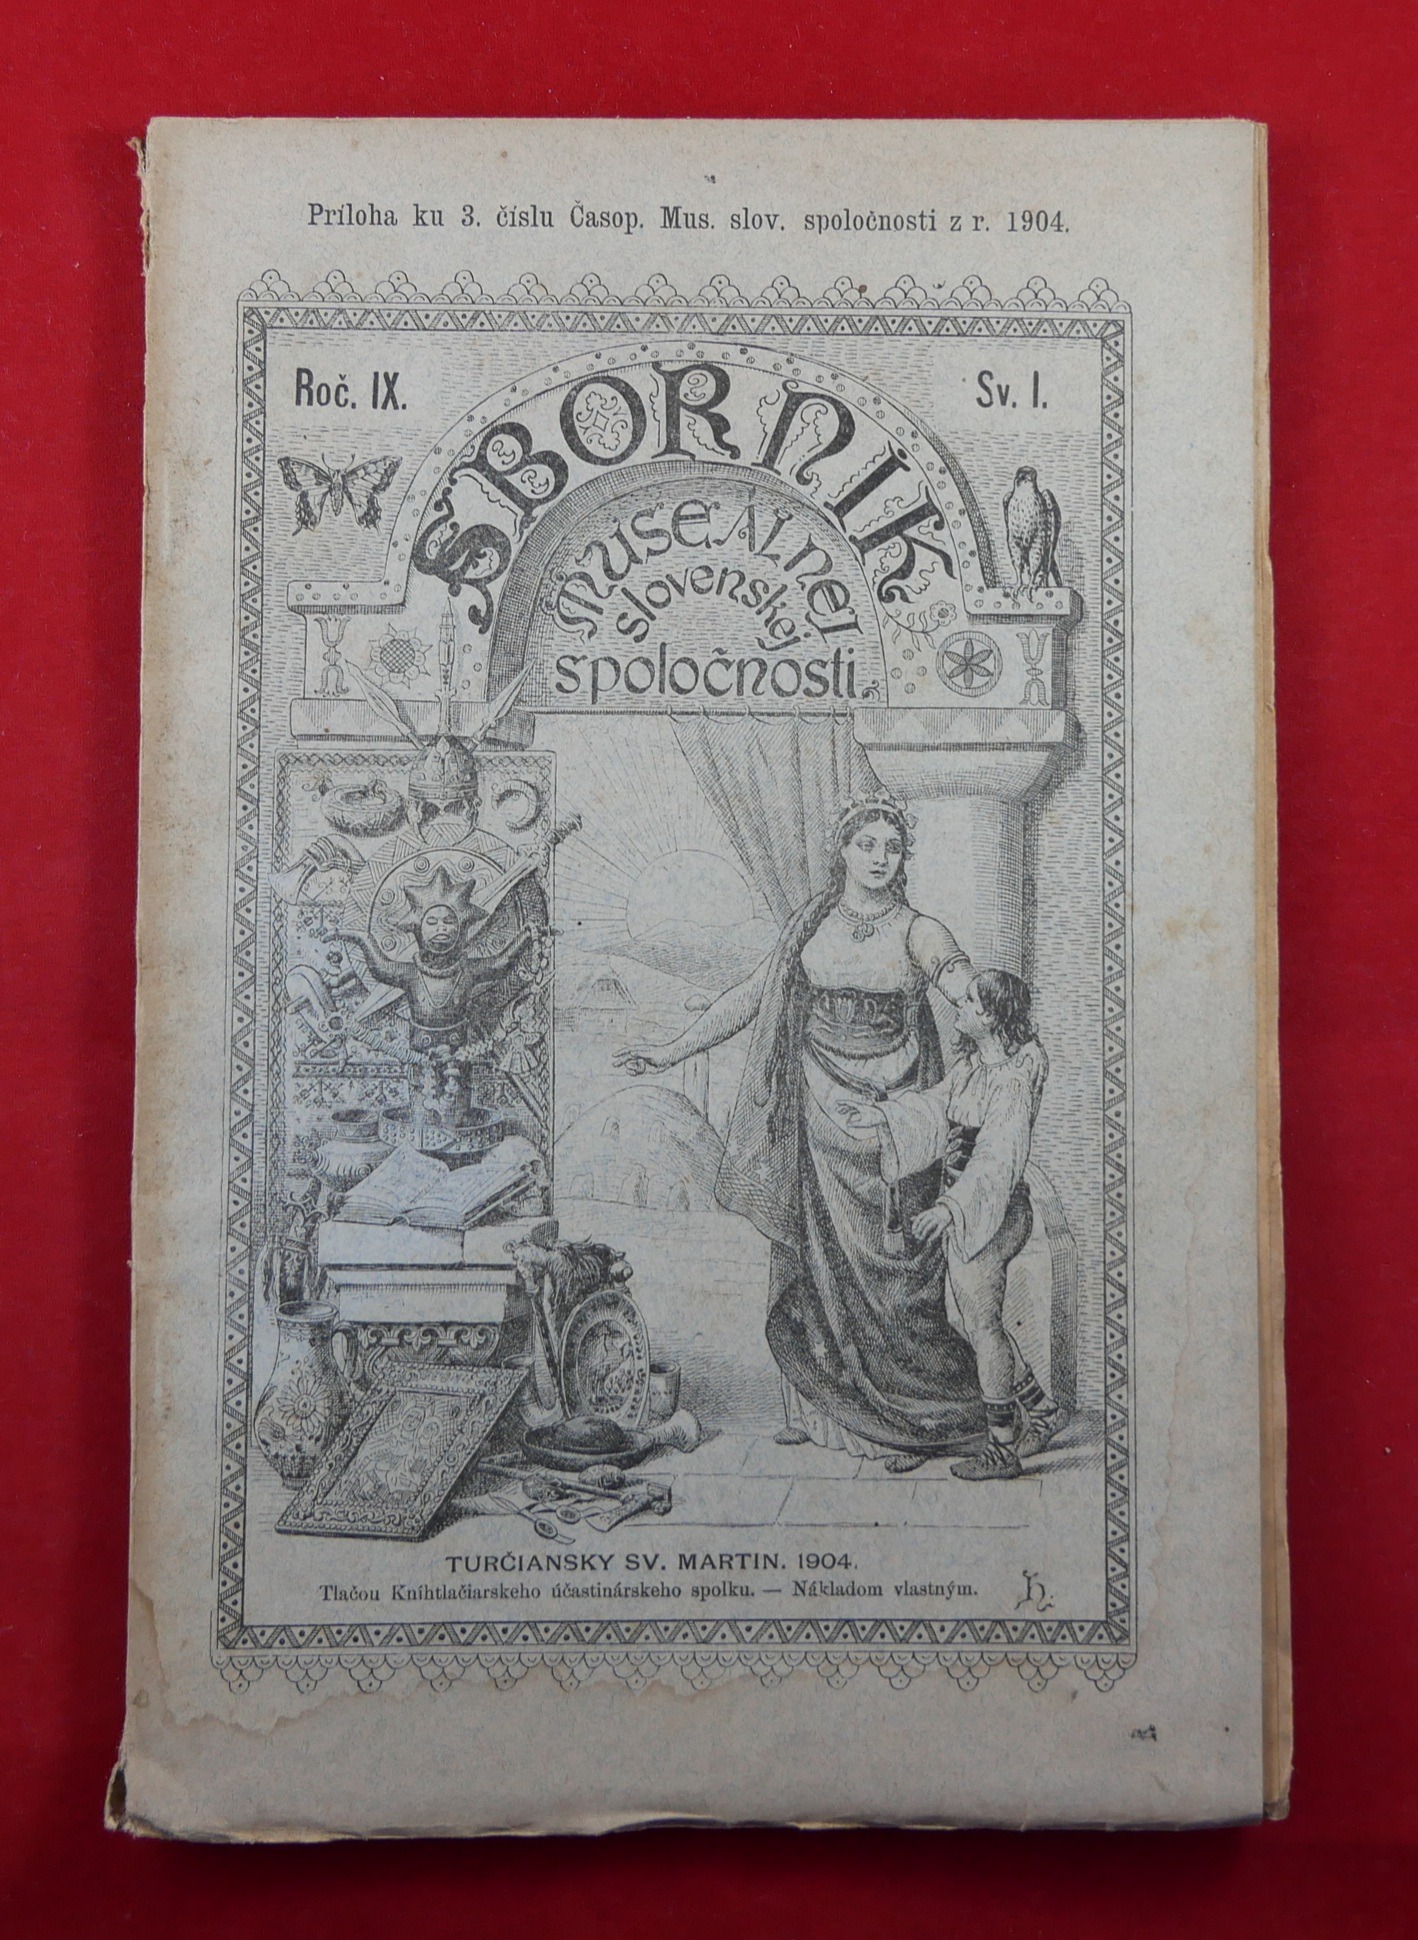 Príloha ku 3. číslu Časop. Mus. slov. spoločnosti z r. 1904.
Roč. IX.
Sv. I.
SBORNIK
MUSEÁLNEJ
slovenskej
spoločnosti.
TURČIANSKY SV. MARTIN. 1904.
Tlačou Kníhtlačiarskeho účastinárskeho spolku. — Nákladom vlastným.
H.